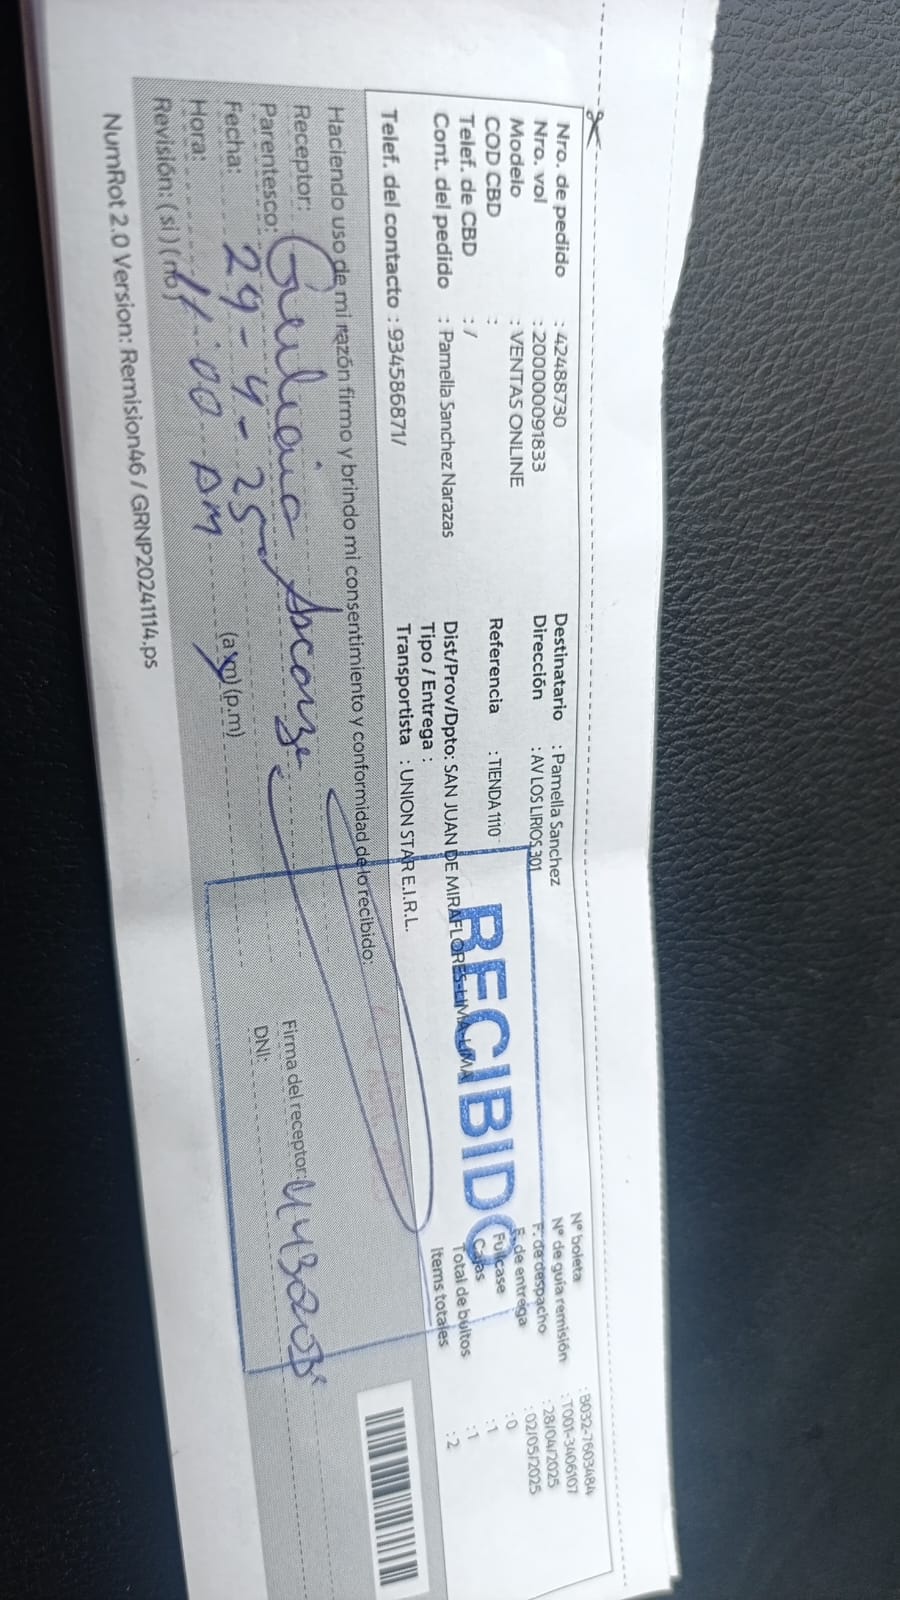 Nro. de pedido : 42488730
Nro. vol : 200000091833
Modelo : VENTAS ONLINE
COD CBD :
Telef. de CBD : /
Cont. del pedido : Pamella Sanchez Narazas
Telef. del contacto : 934586871/
Destinatario : Pamella Sanchez
Dirección : AV LOS LIRIOS 301
Referencia : TIENDA 1110
Dist/Prov/Dpto: SAN JUAN DE MIRAFLORES-LIMA-LIMA
Tipo / Entrega :
Transportista : UNION STAR E.I.R.L.
N° boleta : B032-7603484
N° de guía remisión : T001-3406107
F. de despacho : 28/04/2025
F. de entrega : 02/05/2025
Fullcase : 0
Cajas : 1
Total de bultos : 1
Items totales : 2
RECIBIDO
Haciendo uso de mi razón firmo y brindo mi consentimiento y conformidad de lo recibido:
Receptor:
Parentesco:
Fecha: 29-4-25
Hora: 11:00 AM (a.m) (p.m)
Revisión: ( si ) ( no )
Firma del receptor:
DNI:
NumRot 2.0 Version: Remision46 / GRNP20241114.ps